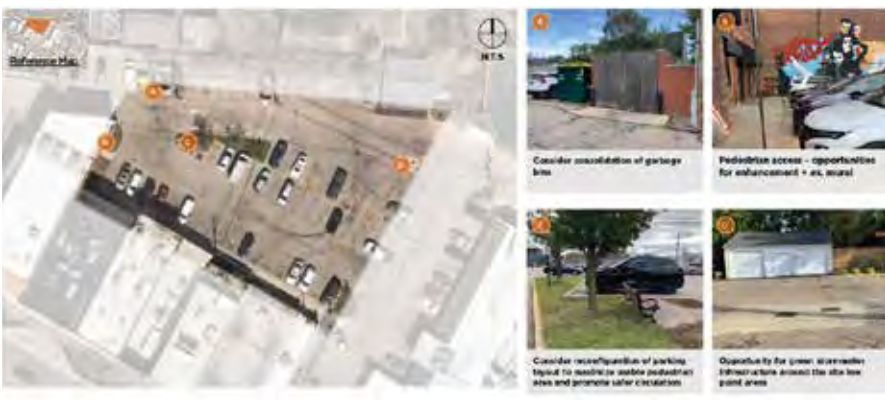 Reference Map
N.T.S
A
B
C
D
A
Consider consolidation of garbage
bins
B
Pedestrian access - opportunities
for enhancement + ex. mural
C
Consider reconfiguration of parking
layout to maximize usable pedestrian
area and promote safer circulation
D
Opportunity for green stormwater
infrastructure around the site low
point areas